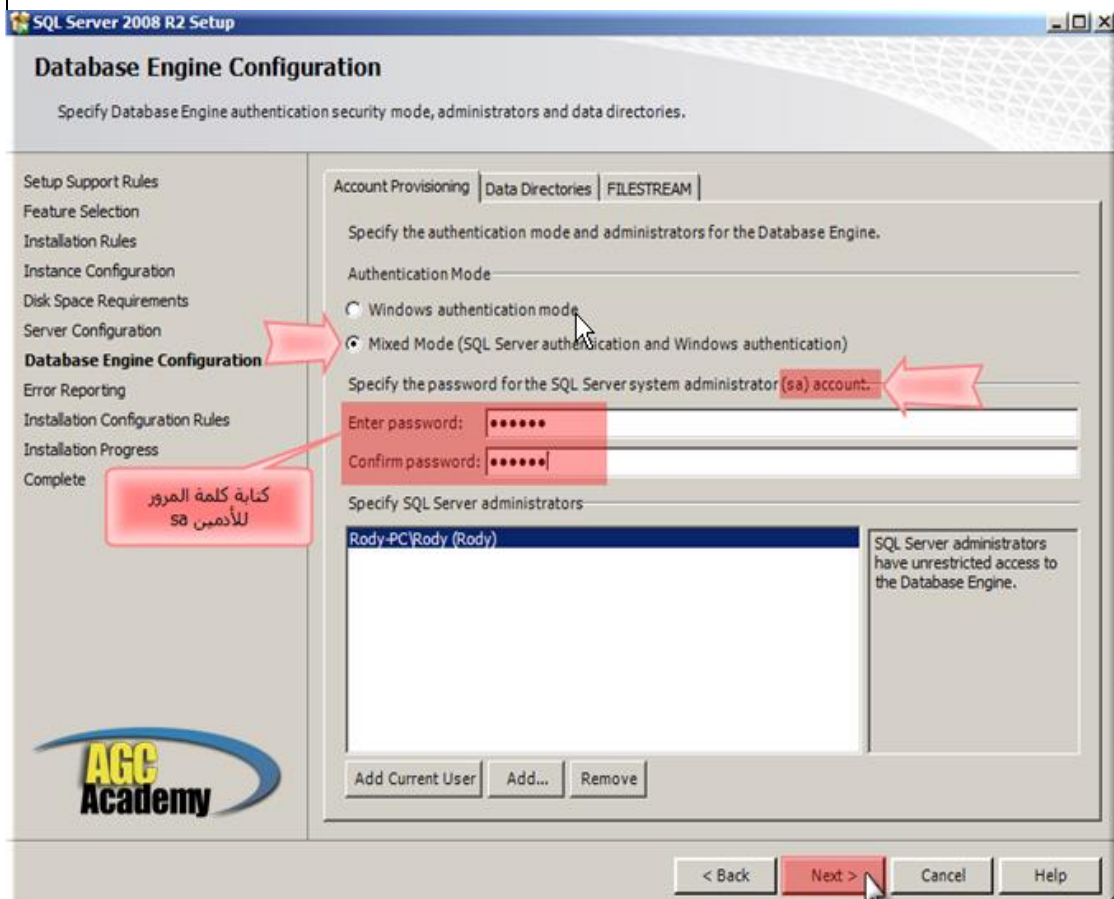 SQL Server 2008 R2 Setup
Database Engine Configuration
Specify Database Engine authentication security mode, administrators and data directories.
Setup Support Rules
Feature Selection
Installation Rules
Instance Configuration
Disk Space Requirements
Server Configuration
Database Engine Configuration
Error Reporting
Installation Configuration Rules
Installation Progress
Complete
كتابة كلمة المرور
للأدمين sa
AGC
Academy
Account Provisioning Data Directories FILESTREAM
Specify the authentication mode and administrators for the Database Engine.
Authentication Mode
Windows authentication mode
Mixed Mode (SQL Server authentication and Windows authentication)
Specify the password for the SQL Server system administrator (sa) account.
Enter password: ●●●●●●
Confirm password: ●●●●●●
Specify SQL Server administrators
Rody-PC\Rody (Rody)
SQL Server administrators
have unrestricted access to
the Database Engine.
Add Current User Add... Remove
< Back Next > Cancel Help